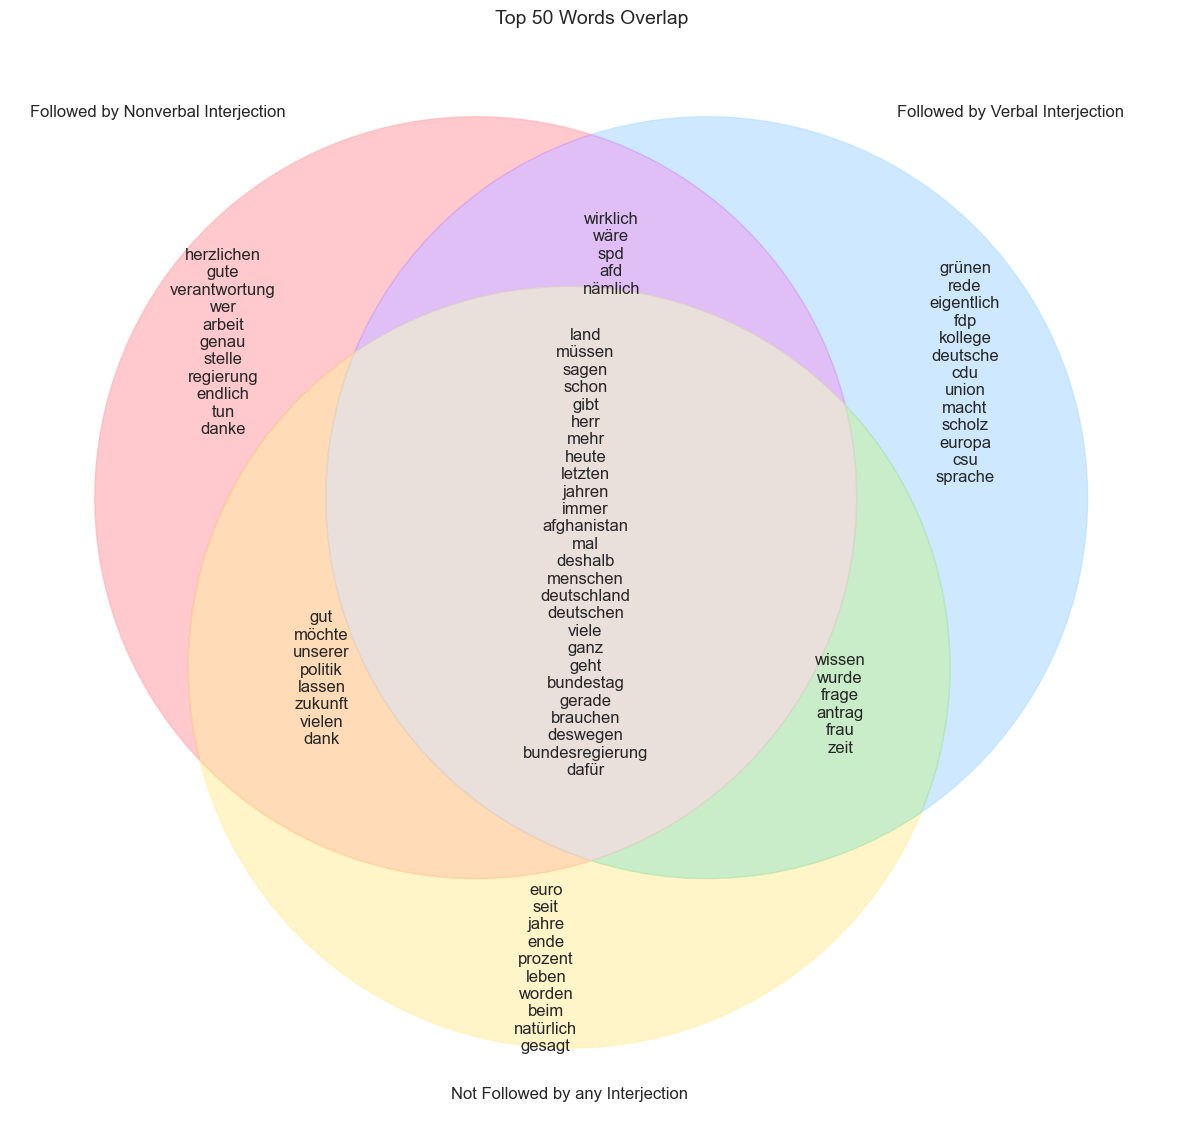 Top 50 Words Overlap
Followed by Nonverbal Interjection
Followed by Verbal Interjection
herzlichen
gute
verantwortung
wer
arbeit
genau
stelle
regierung
endlich
tun
danke
wirklich
wäre
spd
afd
nämlich
grünen
rede
eigentlich
fdp
kollege
deutsche
cdu
union
macht
scholz
europa
csu
sprache
land
müssen
sagen
schon
gibt
herr
mehr
heute
letzten
jahren
immer
afghanistan
mal
deshalb
menschen
deutschland
deutschen
viele
ganz
geht
bundestag
gerade
brauchen
deswegen
bundesregierung
dafür
gut
möchte
unserer
politik
lassen
zukunft
vielen
dank
wissen
wurde
frage
antrag
frau
zeit
euro
seit
jahre
ende
prozent
leben
worden
beim
natürlich
gesagt
Not Followed by any Interjection